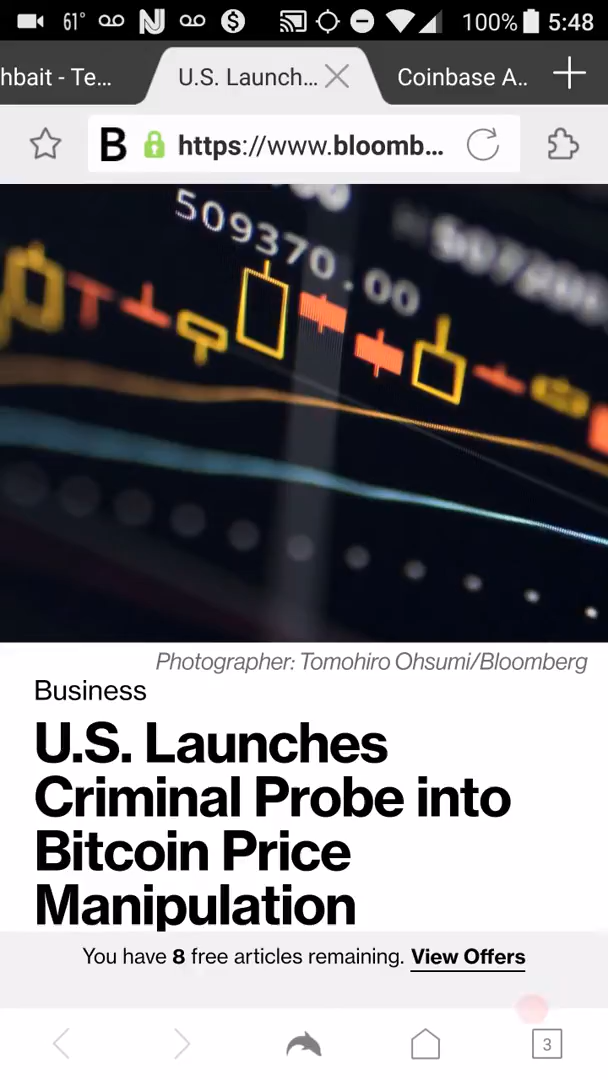 61° 100% 5:48
hbait - Te... U.S. Launch... Coinbase A..
B https://www.bloomb...
509370.00
Photographer: Tomohiro Ohsumi/Bloomberg
Business
U.S. Launches
Criminal Probe into
Bitcoin Price
Manipulation
You have 8 free articles remaining. View Offers
3